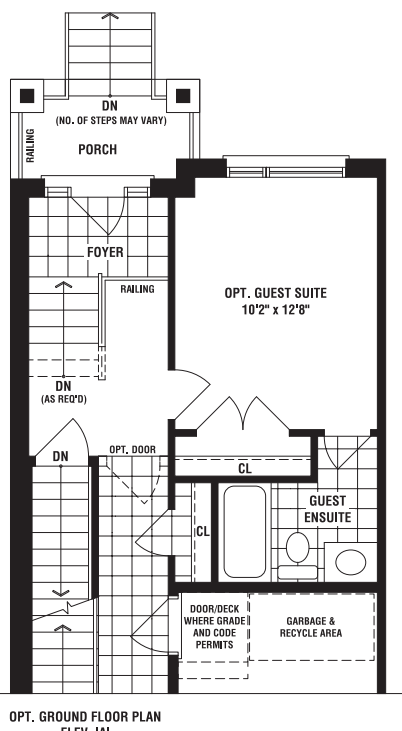 DN
(NO. OF STEPS MAY VARY)
RAILING
PORCH
FOYER
RAILING
OPT. GUEST SUITE
10'2" x 12'8"
DN
(AS REQ'D)
DN
OPT. DOOR
CL
GUEST
ENSUITE
CL
DOOR/DECK
WHERE GRADE
AND CODE
PERMITS
GARBAGE &
RECYCLE AREA
OPT. GROUND FLOOR PLAN